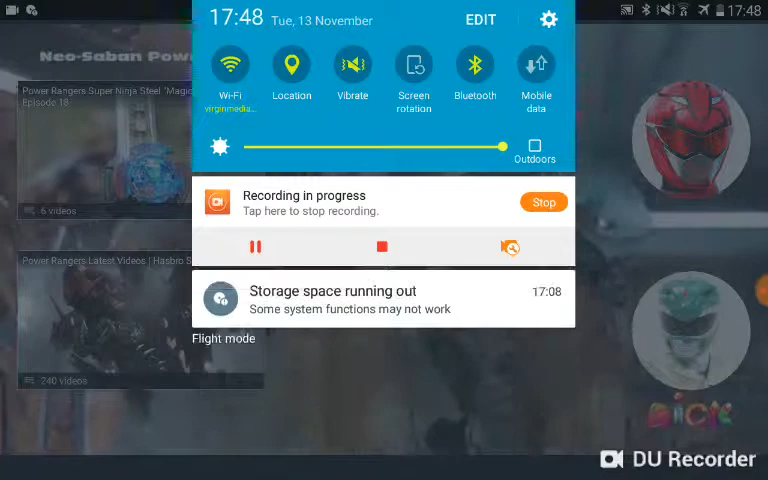 17:48 Tue, 13 November EDIT
17:48
Neo-Saban Pow
Wi-Fi
virginmedia...
Location
Vibrate
Screen
rotation
Bluetooth
Mobile
data
Outdoors
Power Rangers Super Ninja Steel "Magic
Episode 18
6 videos
Recording in progress
Tap here to stop recording.
Stop
Power Rangers Latest Videos | Hasbro S
240 videos
Storage space running out 17:08
Some system functions may not work
Flight mode
DU Recorder